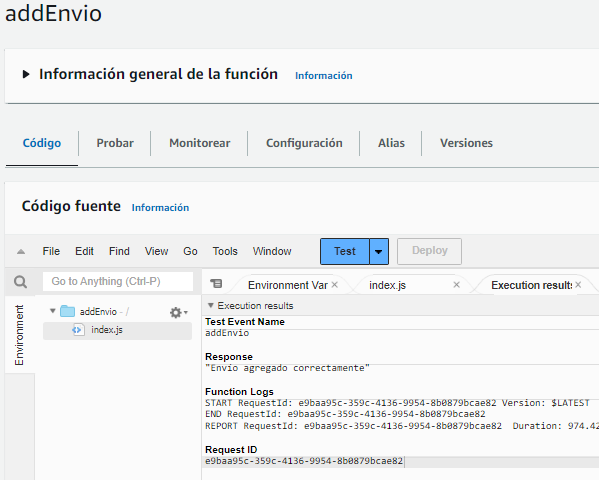 addEnvio
Información general de la función Información
Código Probar Monitorear Configuración Alias Versiones
Código fuente Información
File Edit Find View Go Tools Window Test Deploy
Go to Anything (Ctrl-P)
Environment Var index.js Execution results
Environment
addEnvio - /
index.js
Execution results
Test Event Name
addEnvio
Response
"Envío agregado correctamente"
Function Logs
START RequestId: e9baa95c-359c-4136-9954-8b0879bcae82 Version: $LATEST
END RequestId: e9baa95c-359c-4136-9954-8b0879bcae82
REPORT RequestId: e9baa95c-359c-4136-9954-8b0879bcae82 Duration: 974.42
Request ID
e9baa95c-359c-4136-9954-8b0879bcae82